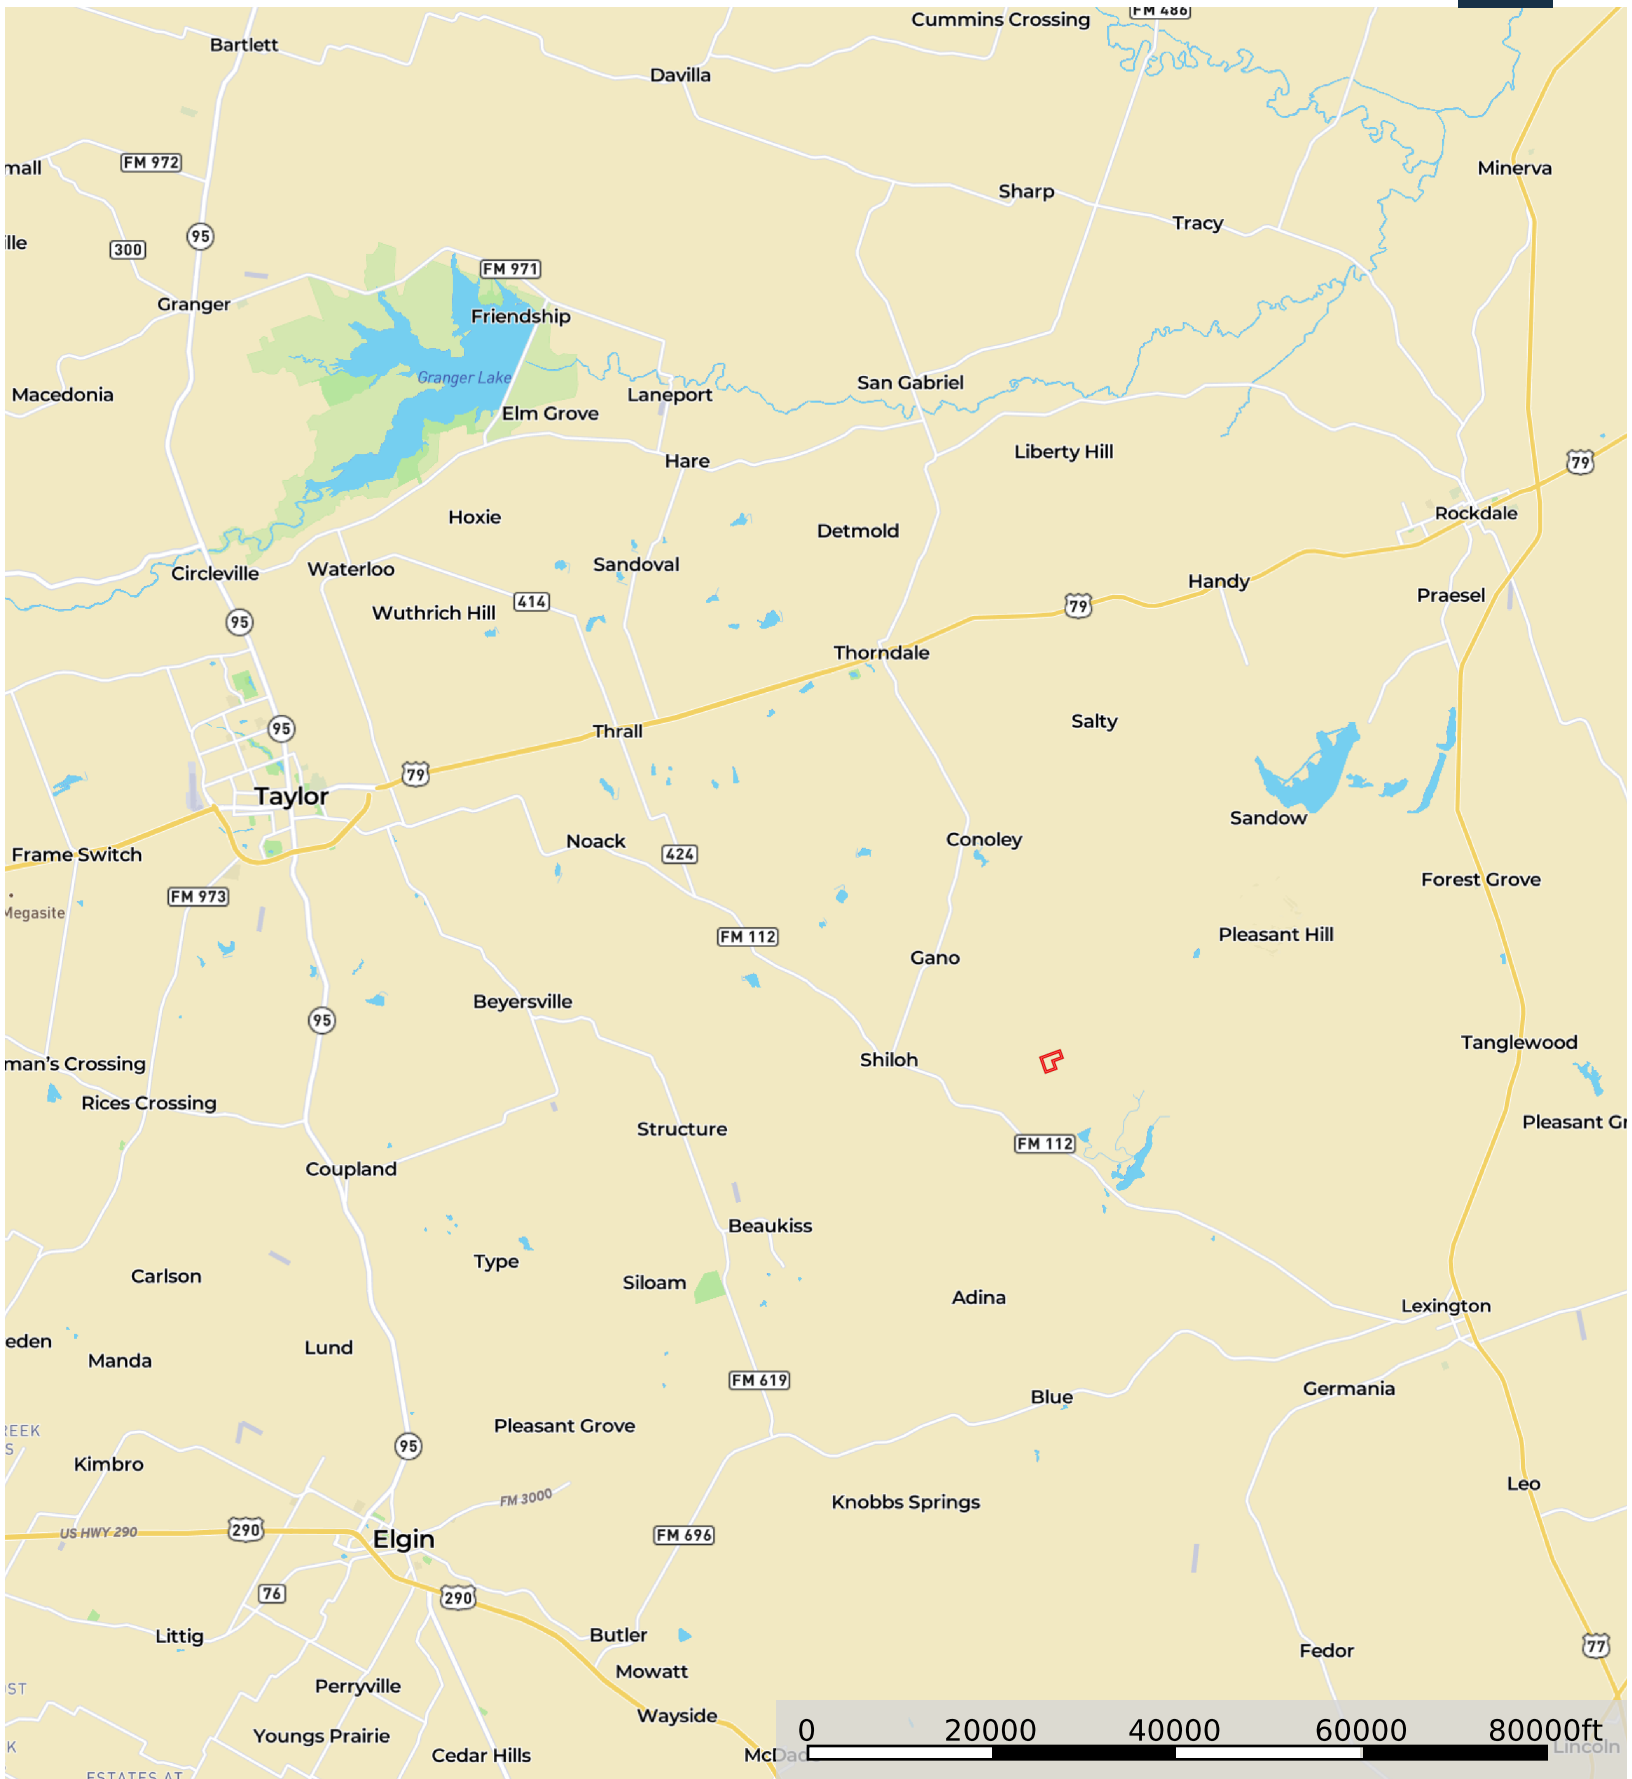 Cummins Crossing
FM 486
Bartlett
Davilla
FM 972
Minerva
Sharp
Tracy
95
300
FM 971
Granger
Friendship
Granger Lake
San Gabriel
Macedonia
Laneport
Elm Grove
Liberty Hill
Hare
79
Rockdale
Hoxie
Detmold
Sandoval
Waterloo
Circleville
Handy
Praesel
414
79
Wuthrich Hill
95
Thorndale
Salty
95
Thrall
79
Taylor
Sandow
Noack
Conoley
424
Frame Switch
Forest Grove
FM 973
Megasite
FM 112
Pleasant Hill
Gano
Beyersville
95
Tanglewood
man's Crossing
Shiloh
Rices Crossing
Pleasant Gr
Structure
FM 112
Coupland
Beaukiss
Type
Carlson
Siloam
Adina
Lexington
eden
Manda
Lund
FM 619
Germania
Blue
Pleasant Grove
REEK
S
95
Kimbro
Leo
FM 3000
Knobbs Springs
US HWY 290
290
Elgin
FM 696
76
290
Littig
Butler
77
Fedor
Mowatt
Perryville
Wayside
Youngs Prairie
Cedar Hills
McDade
0 20000 40000 60000 80000ft
Lincoln
ESTATES AT